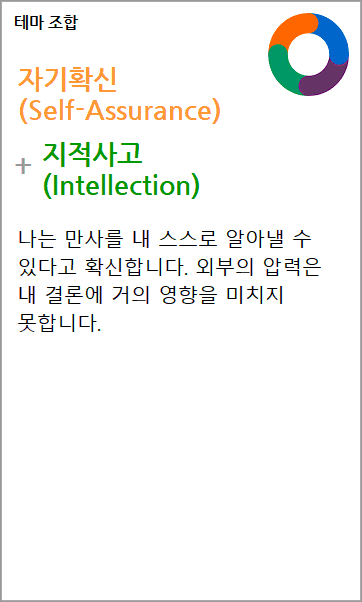 테마 조합
자기확신
(Self-Assurance)
+ 지적사고
(Intellection)
나는 만사를 내 스스로 알아낼 수
있다고 확신합니다. 외부의 압력은
내 결론에 거의 영향을 미치지
못합니다.